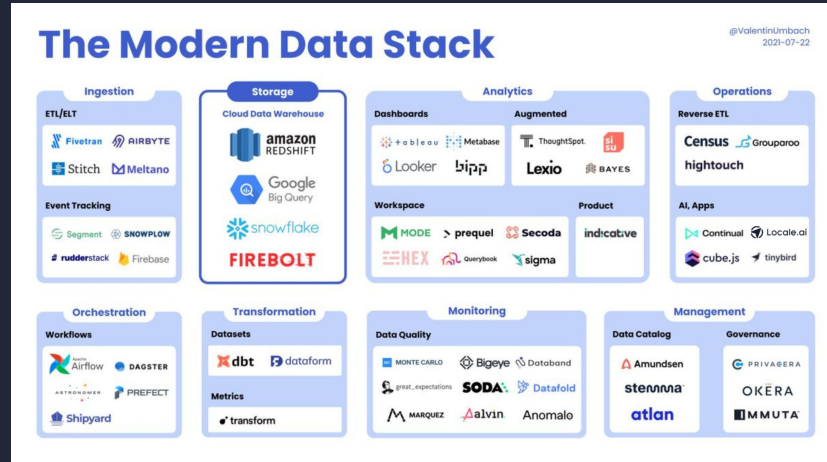 The Modern Data Stack
@ValentinUmbach
2021-07-22
Ingestion
ETL/ELT
Fivetran AIRBYTE
Stitch Meltano
Event Tracking
Segment SNOWPLOW
rudderstack Firebase
Storage
Cloud Data Warehouse
amazon
REDSHIFT
Google
Big Query
snowflake
FIREBOLT
Analytics
Dashboards
tableau Metabase
Looker bipp
Augmented
T. ThoughtSpot. si
su
Lexio BAYES
Workspace
MODE prequel Secoda
HEX Querybook sigma
Product
indicative
Operations
Reverse ETL
Census Grouparoo
hightouch
AI, Apps
Continual Locale.ai
cube.js tinybird
Orchestration
Workflows
Apache
Airflow DAGSTER
ASTRONOMER PREFECT
Shipyard
Transformation
Datasets
dbt dataform
Metrics
transform
Monitoring
Data Quality
MONTE CARLO Bigeye Databand
great_expectations SODA Datafold
MARQUEZ Aalvin Anomalo
Management
Data Catalog
Amundsen
stemma
atlan
Governance
PRIVACERA
OKERA
IMMUTA